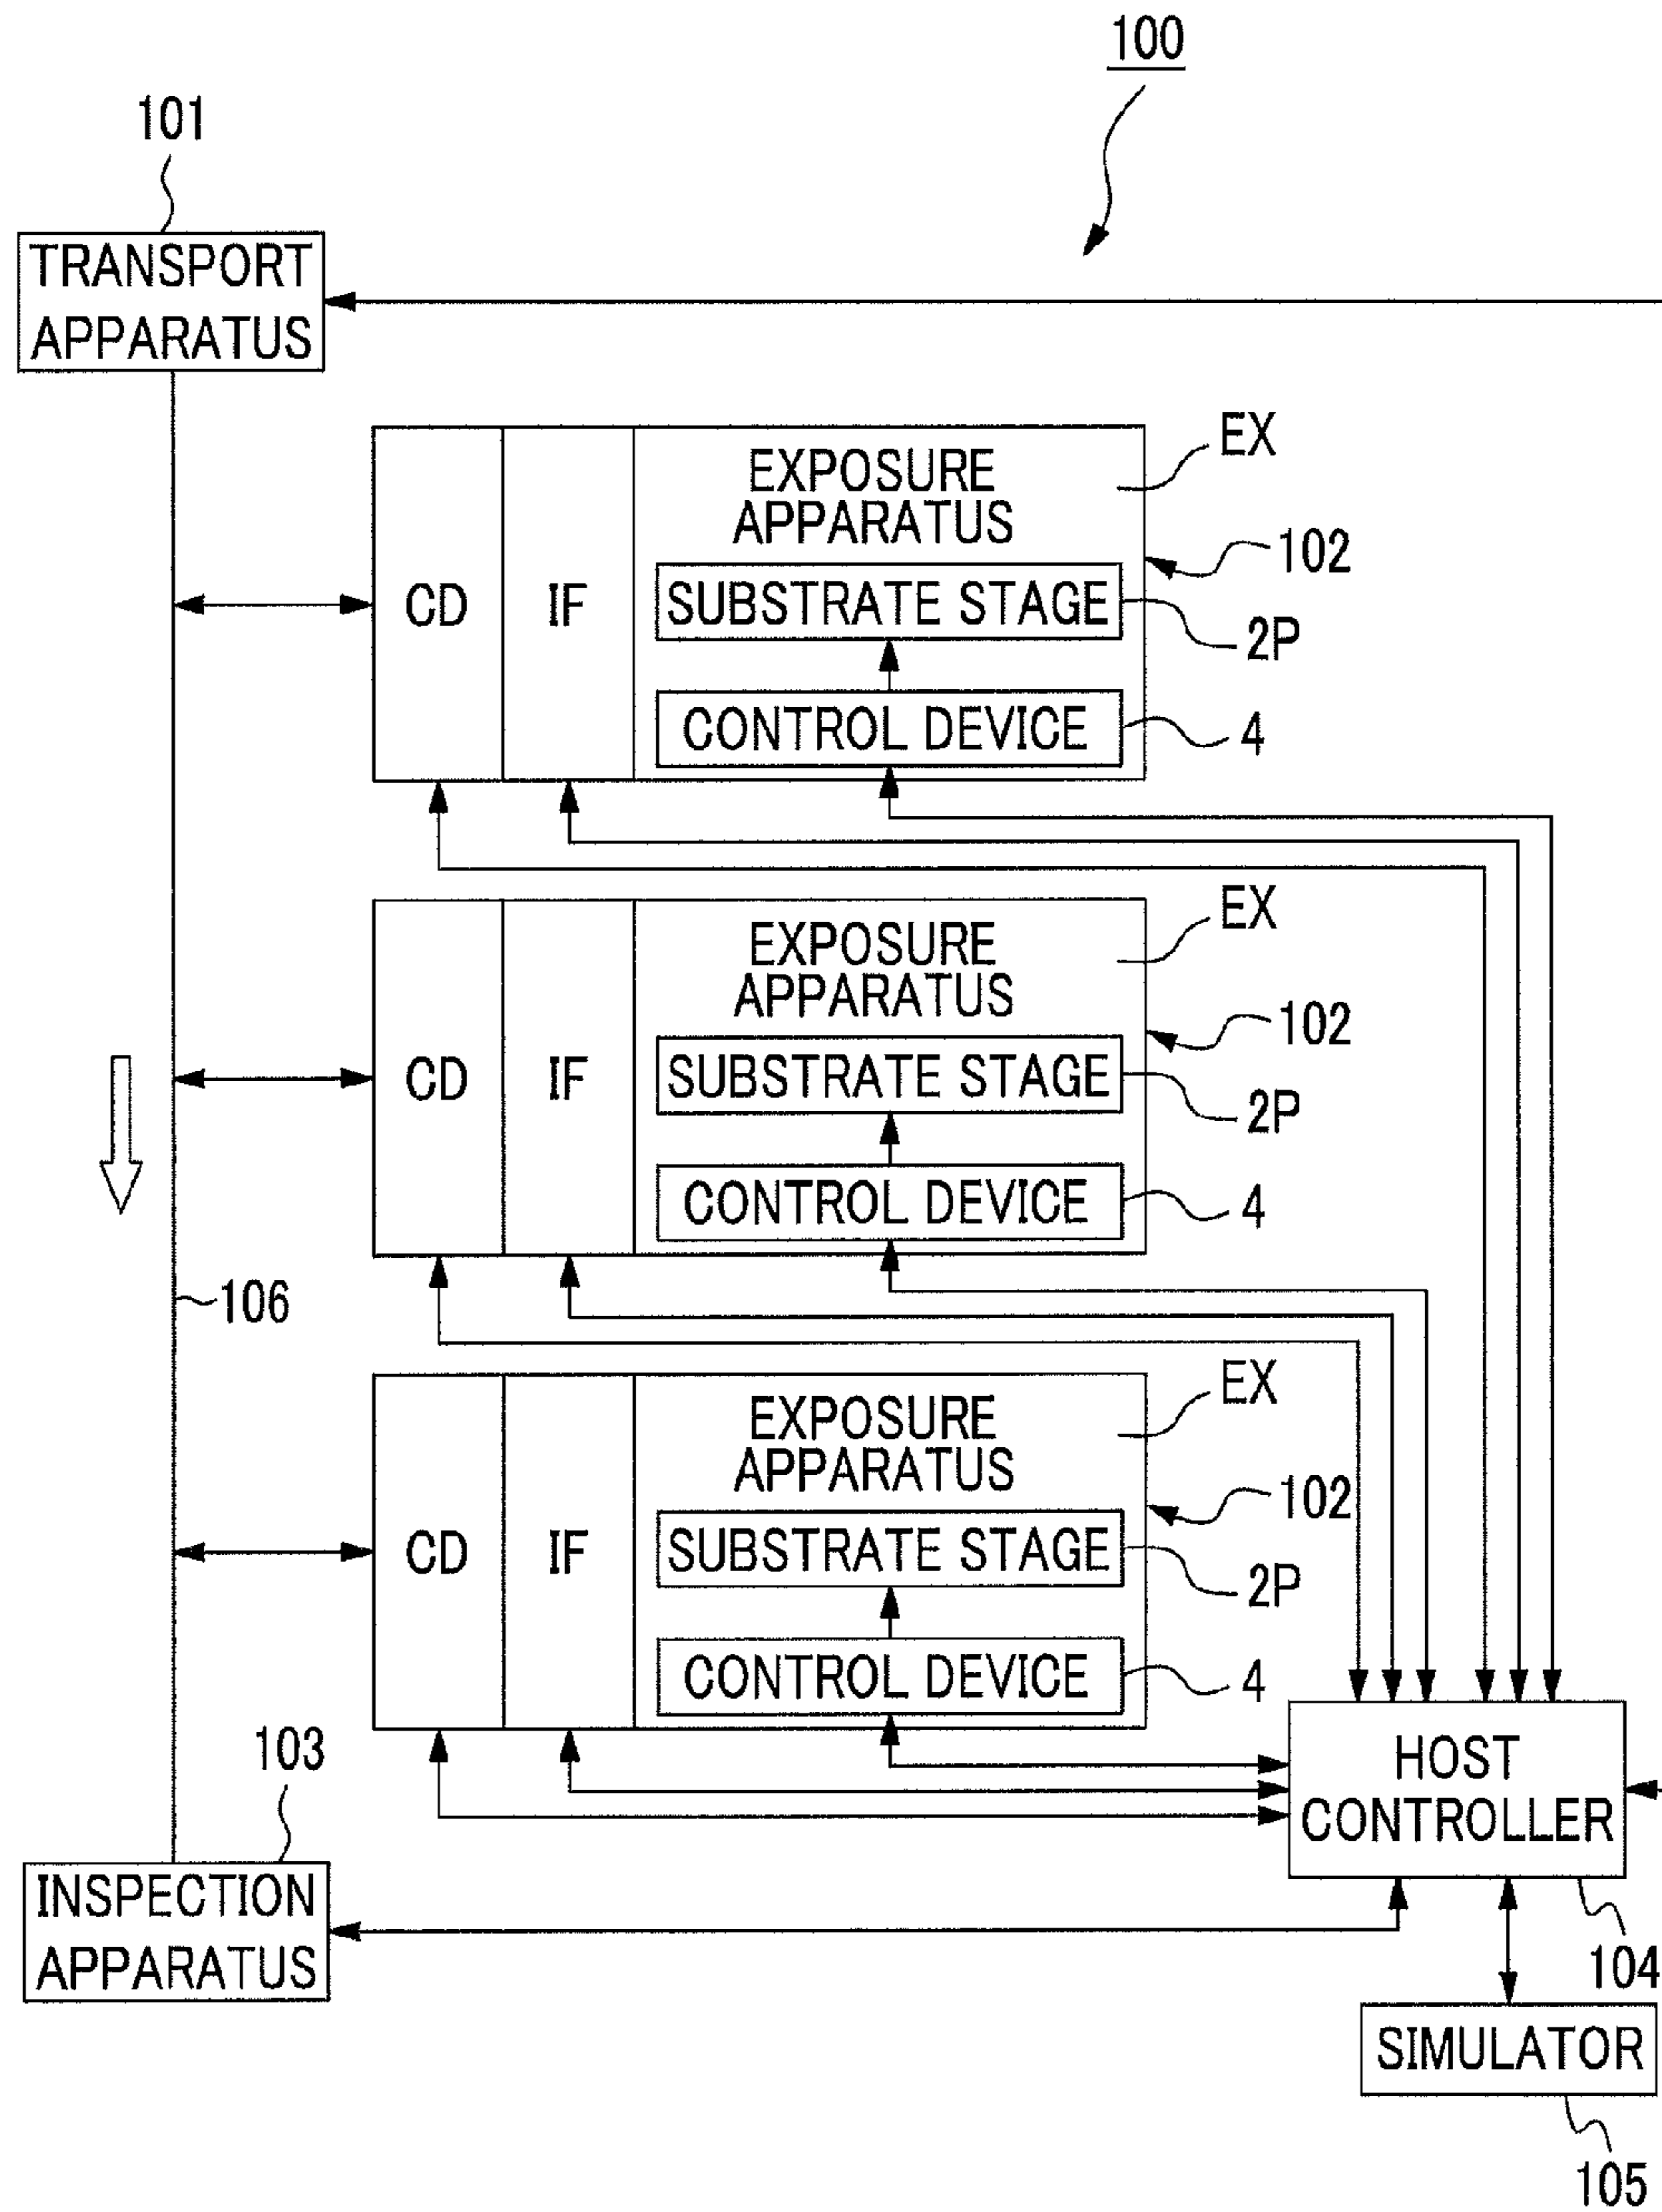 100
101
TRANSPORT
APPARATUS
EX
EXPOSURE
APPARATUS
102
CD
IF
SUBSTRATE STAGE
2P
CONTROL DEVICE
4
EX
EXPOSURE
APPARATUS
102
CD
IF
SUBSTRATE STAGE
2P
CONTROL DEVICE
4
106
EX
EXPOSURE
APPARATUS
102
CD
IF
SUBSTRATE STAGE
2P
CONTROL DEVICE
4
103
HOST
CONTROLLER
INSPECTION
APPARATUS
104
SIMULATOR
105